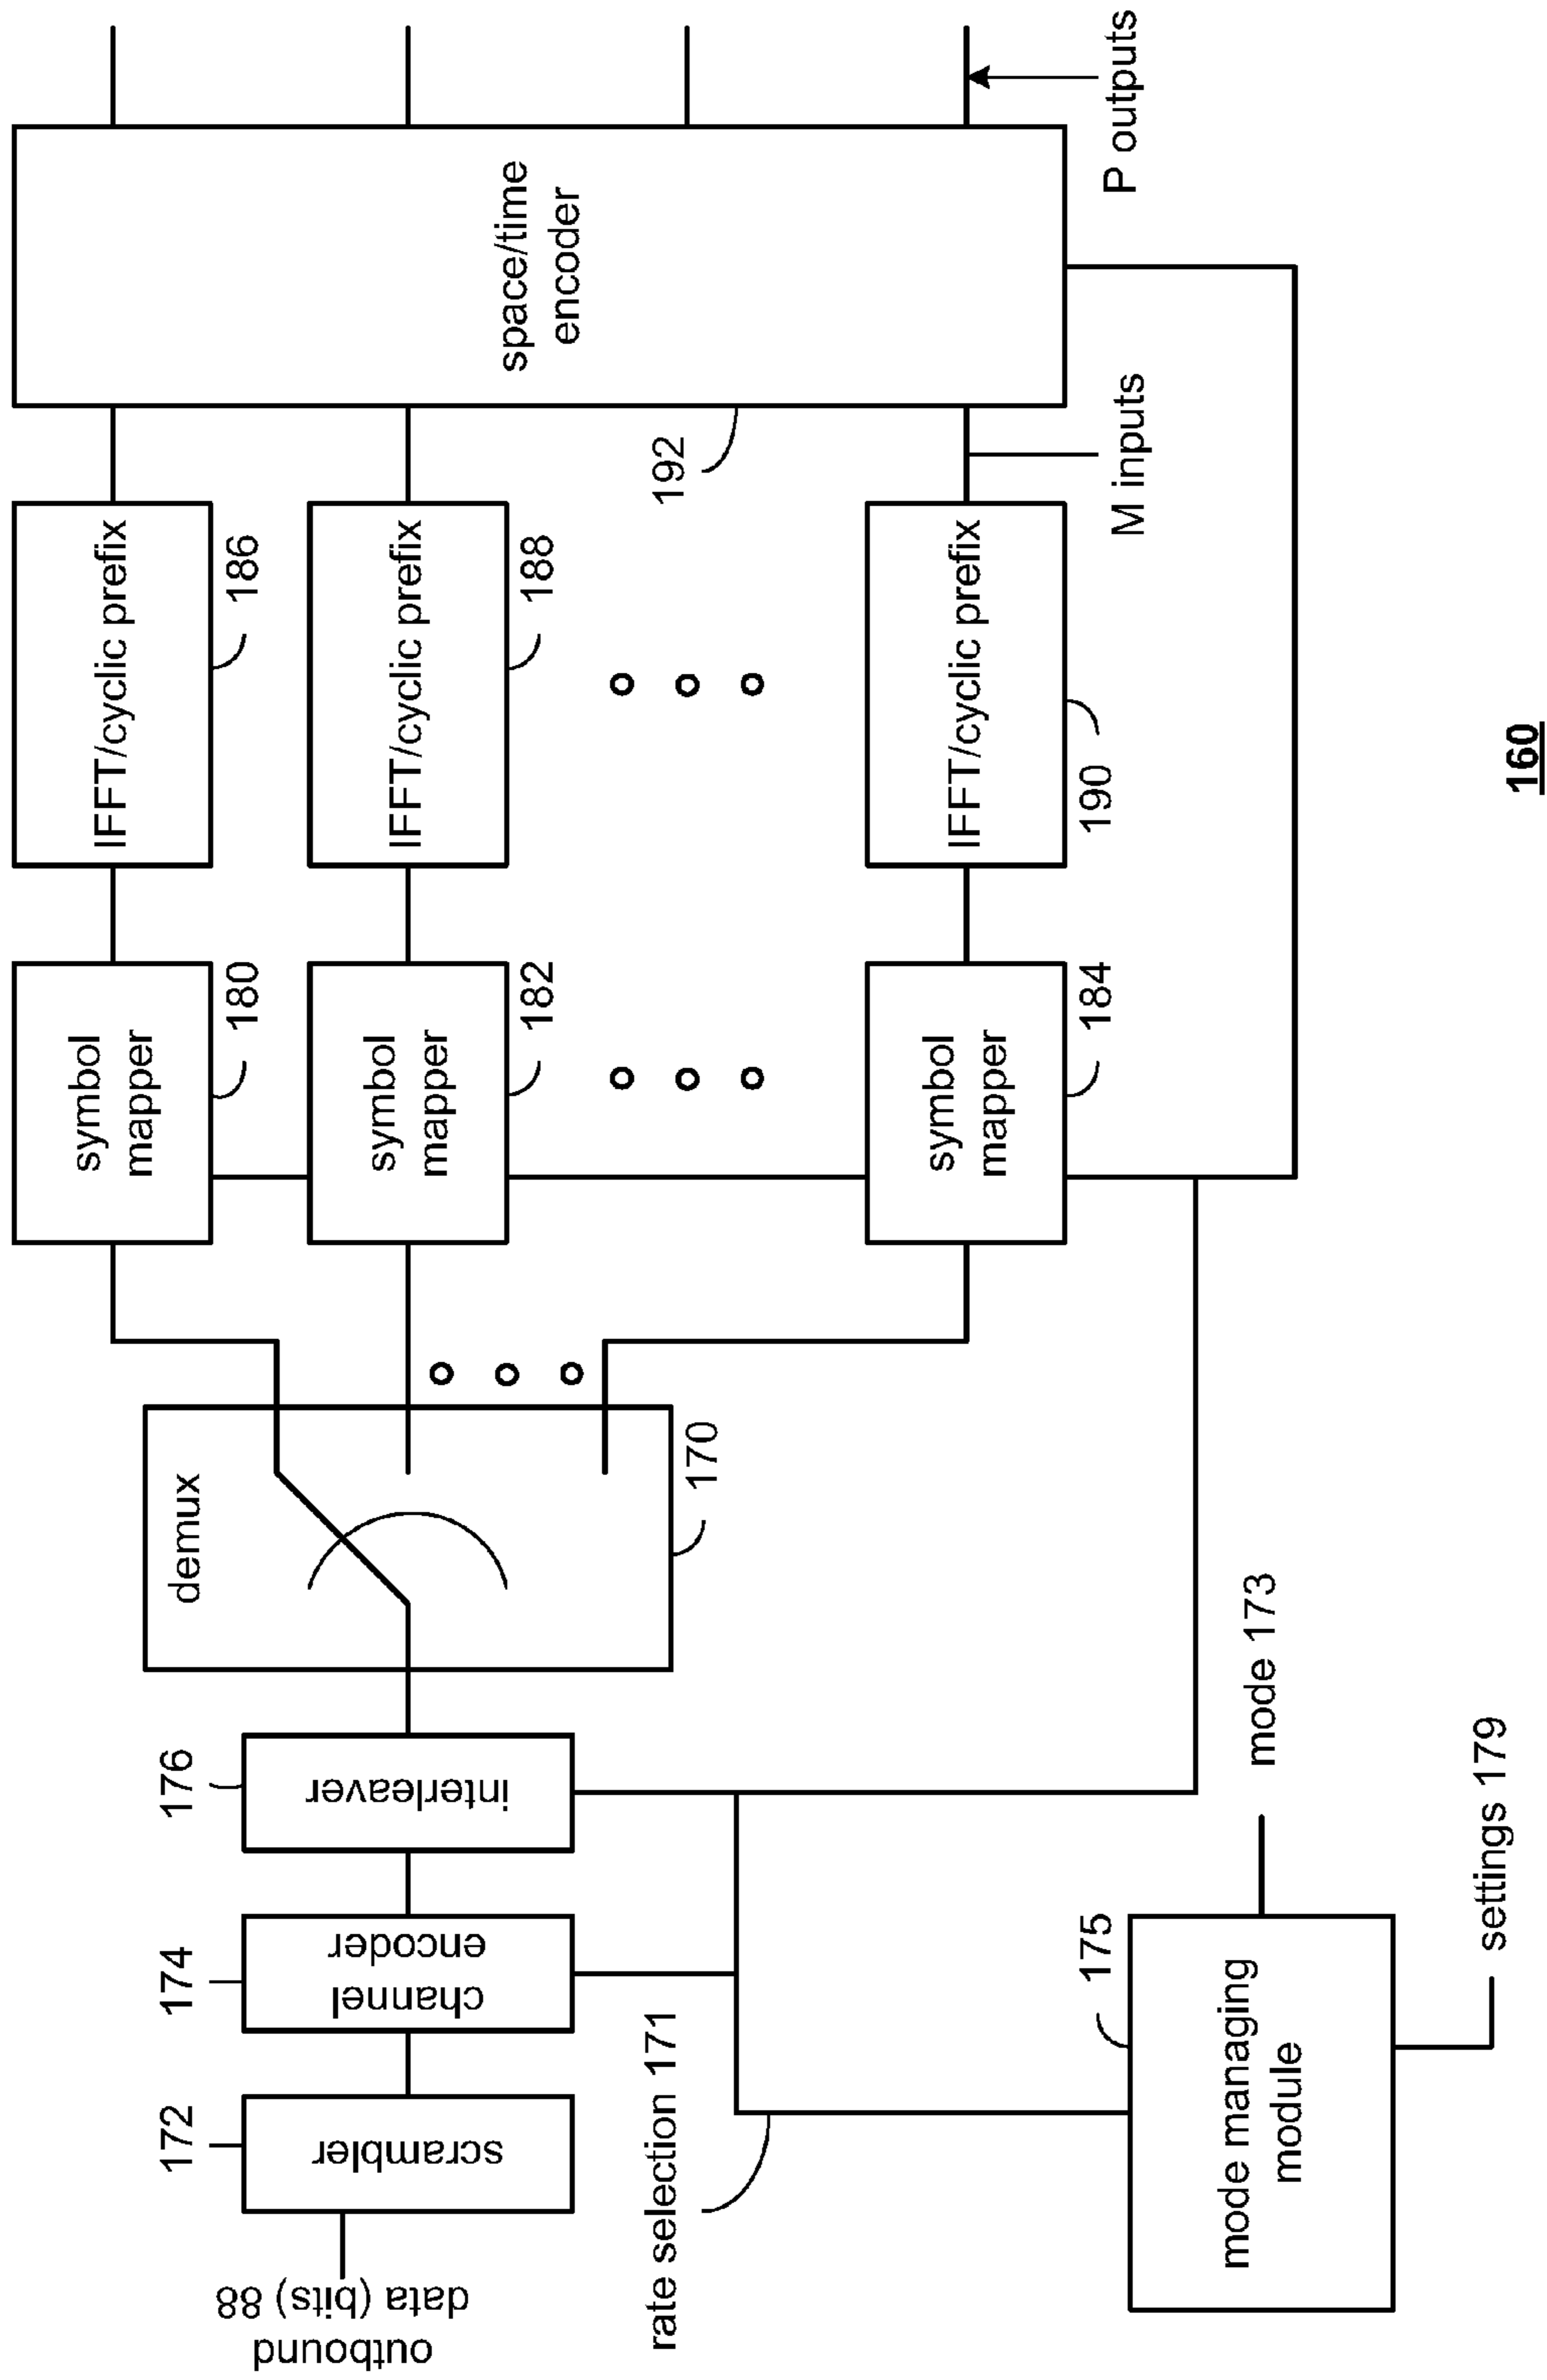 outbound
data (bits) 88
172
scrambler
174
channel
encoder
176
interleaver
demux
170
rate selection 171
175
mode managing
module
mode 173
settings 179
symbol
mapper
180
symbol
mapper
182
symbol
mapper
184
IFFT/cyclic prefix
186
IFFT/cyclic prefix
188
IFFT/cyclic prefix
190
M inputs
192
space/time
encoder
P outputs
160